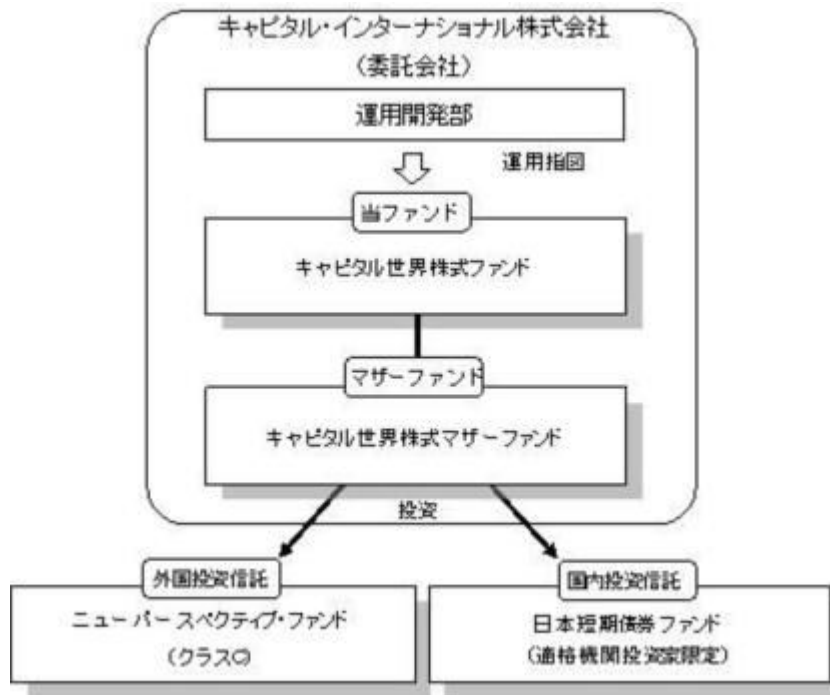 キャピタル・インターナショナル株式会社
（委託会社）
運用開発部
運用指図
当ファンド
キャピタル世界株式ファンド
マザーファンド
キャピタル世界株式マザーファンド
投資
外国投資信託
ニューパースペクティブ・ファンド
（クラスC）
国内投資信託
日本短期債券ファンド
（適格機関投資家限定）